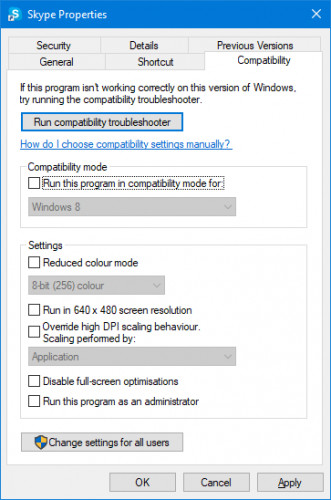 Skype Properties
Security Details Previous Versions
General Shortcut Compatibility
If this program isn't working correctly on this version of Windows,
try running the compatibility troubleshooter.
Run compatibility troubleshooter
How do I choose compatibility settings manually?
Compatibility mode
Run this program in compatibility mode for:
Windows 8
Settings
Reduced colour mode
8-bit (256) colour
Run in 640 x 480 screen resolution
Override high DPI scaling behaviour.
Scaling performed by:
Application
Disable full-screen optimisations
Run this program as an administrator
Change settings for all users
OK Cancel Apply